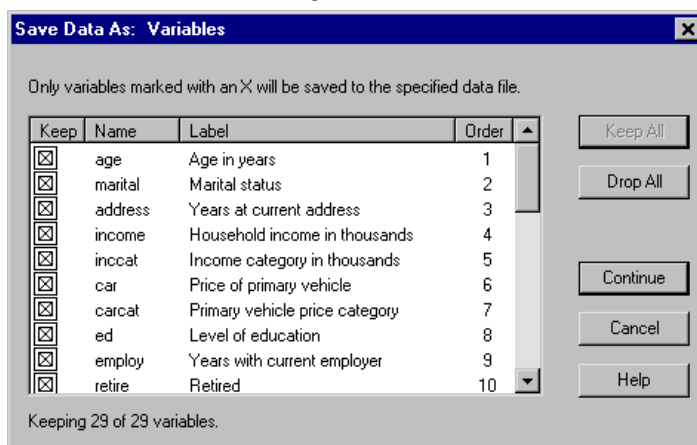 Save Data As: Variables
Only variables marked with an X will be saved to the specified data file.
Keep Name Label Order
age Age in years 1
marital Marital status 2
address Years at current address 3
income Household income in thousands 4
inccat Income category in thousands 5
car Price of primary vehicle 6
carcat Primary vehicle price category 7
ed Level of education 8
employ Years with current employer 9
retire Retired 10
Keep All
Drop All
Continue
Cancel
Help
Keeping 29 of 29 variables.